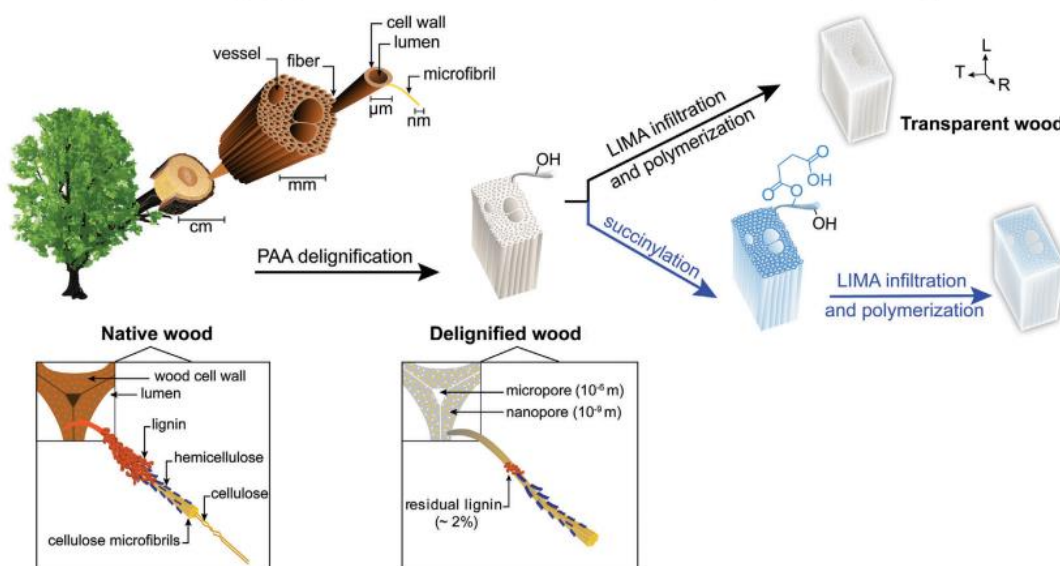 cell wall
lumen
vessel
fiber
microfibril
μm
nm
mm
cm
PAA delignification
OH
LIMA infiltration
and polymerization
L
T
R
Transparent wood
O
OH
O
O
OH
succinylation
LIMA infiltration
and polymerization
Native wood
wood cell wall
lumen
lignin
hemicellulose
cellulose
cellulose microfibrils
Delignified wood
micropore (10⁻⁶ m)
nanopore (10⁻⁹ m)
residual lignin
(~ 2%)